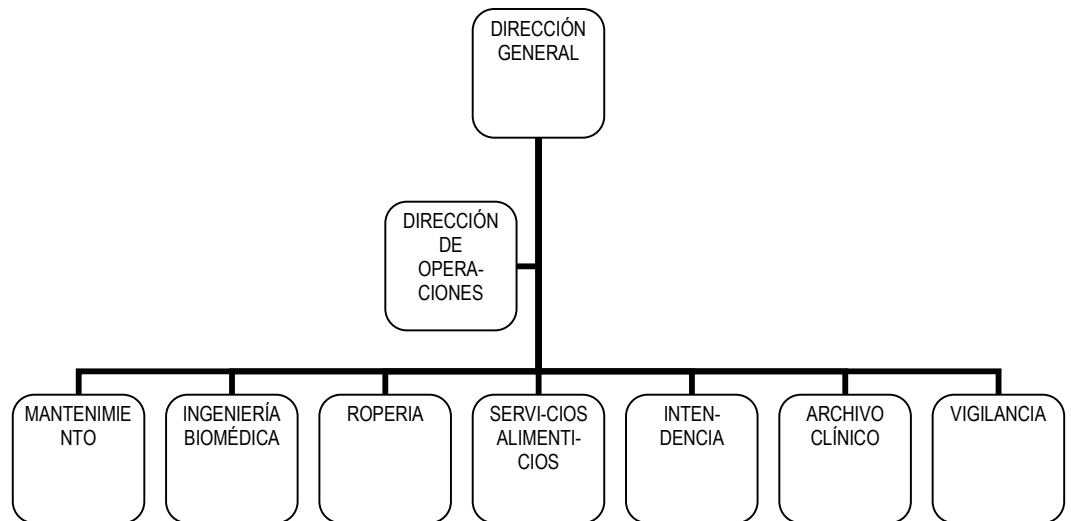 DIRECCIÓN
GENERAL
DIRECCIÓN
DE
OPERA-
CIONES
MANTENIMIE
NTO
INGENIERÍA
BIOMÉDICA
ROPERIA
SERVI-CIOS
ALIMENTI-
CIOS
INTEN-
DENCIA
ARCHIVO
CLÍNICO
VIGILANCIA